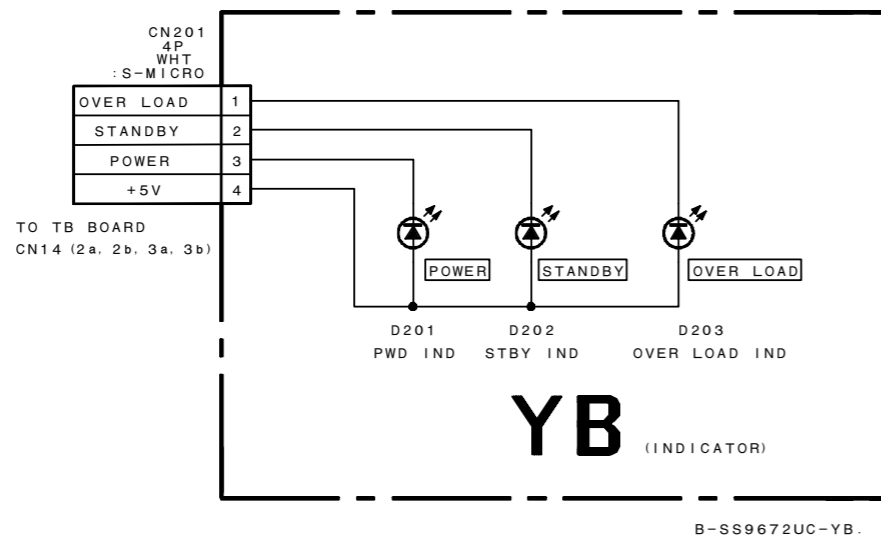 CN201
4P
WHT
:S-MICRO
OVER LOAD 1
STANDBY 2
POWER 3
+5V 4
TO TB BOARD
CN14 (2a, 2b, 3a, 3b)
POWER STANDBY OVER LOAD
D201 D202 D203
PWD IND STBY IND OVER LOAD IND
YB (INDICATOR)
B-SS9672UC-YB.